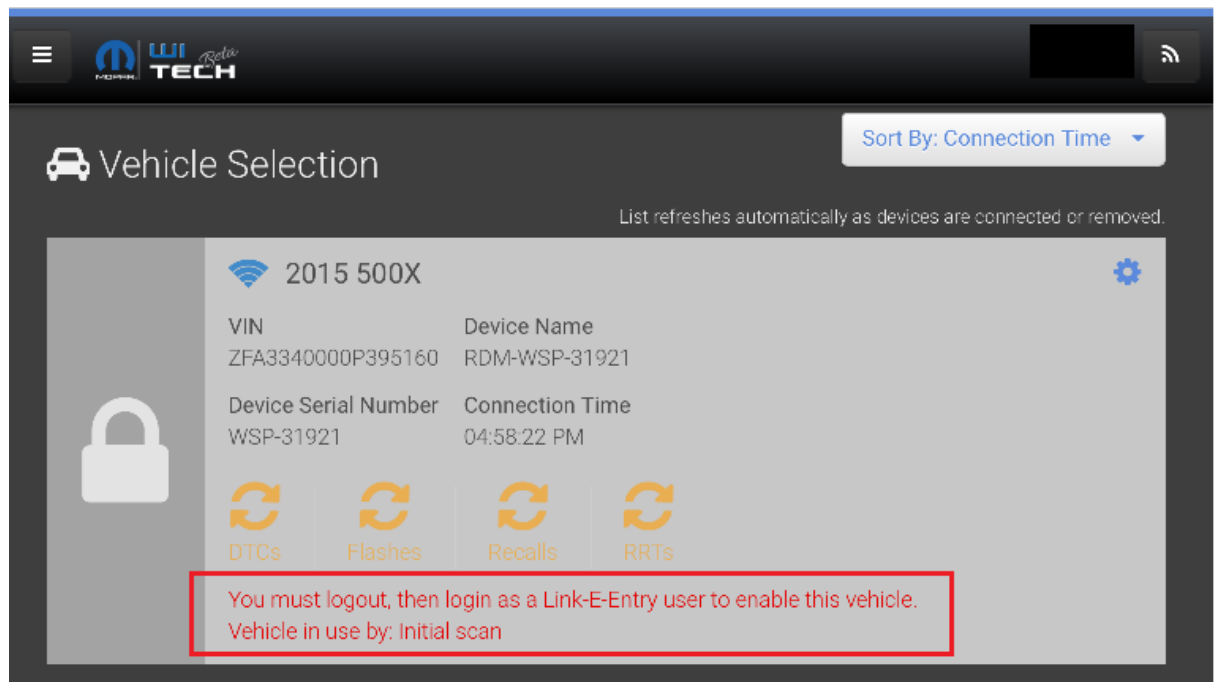 MOPAR
WI
TECH
Beta
Vehicle Selection
Sort By: Connection Time
List refreshes automatically as devices are connected or removed.
2015 500X
VIN Device Name
ZFA3340000P395160 RDM-WSP-31921
Device Serial Number Connection Time
WSP-31921 04:58:22 PM
DTCs Flashes Recalls RRTs
You must logout, then login as a Link-E-Entry user to enable this vehicle.
Vehicle in use by: Initial scan